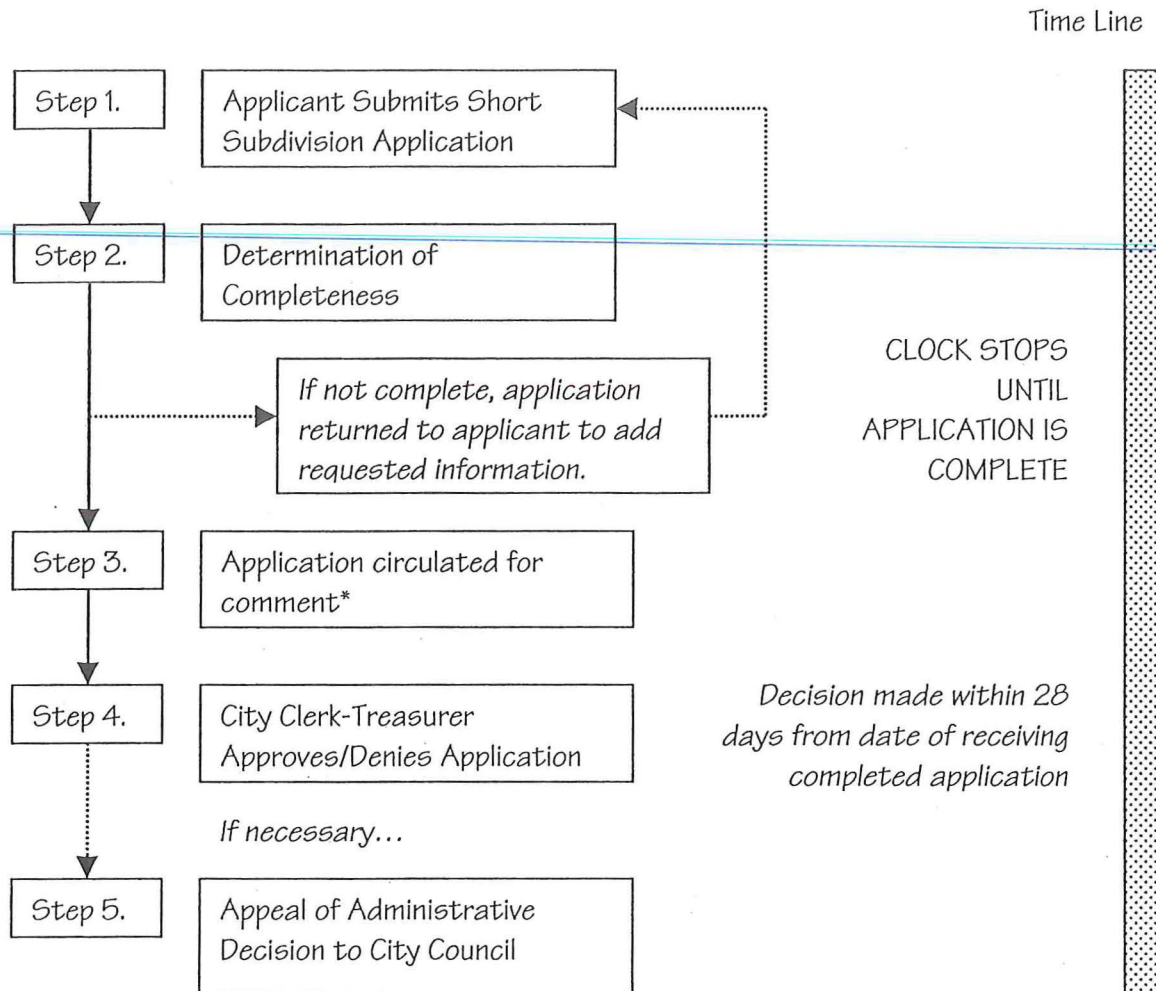 Time Line
Step 1.
Applicant Submits Short
Subdivision Application
Step 2.
Determination of
Completeness
If not complete, application
returned to applicant to add
requested information.
CLOCK STOPS
UNTIL
APPLICATION IS
COMPLETE
Step 3.
Application circulated for
comment*
Step 4.
City Clerk-Treasurer
Approves/Denies Application
Decision made within 28
days from date of receiving
completed application
If necessary...
Step 5.
Appeal of Administrative
Decision to City Council